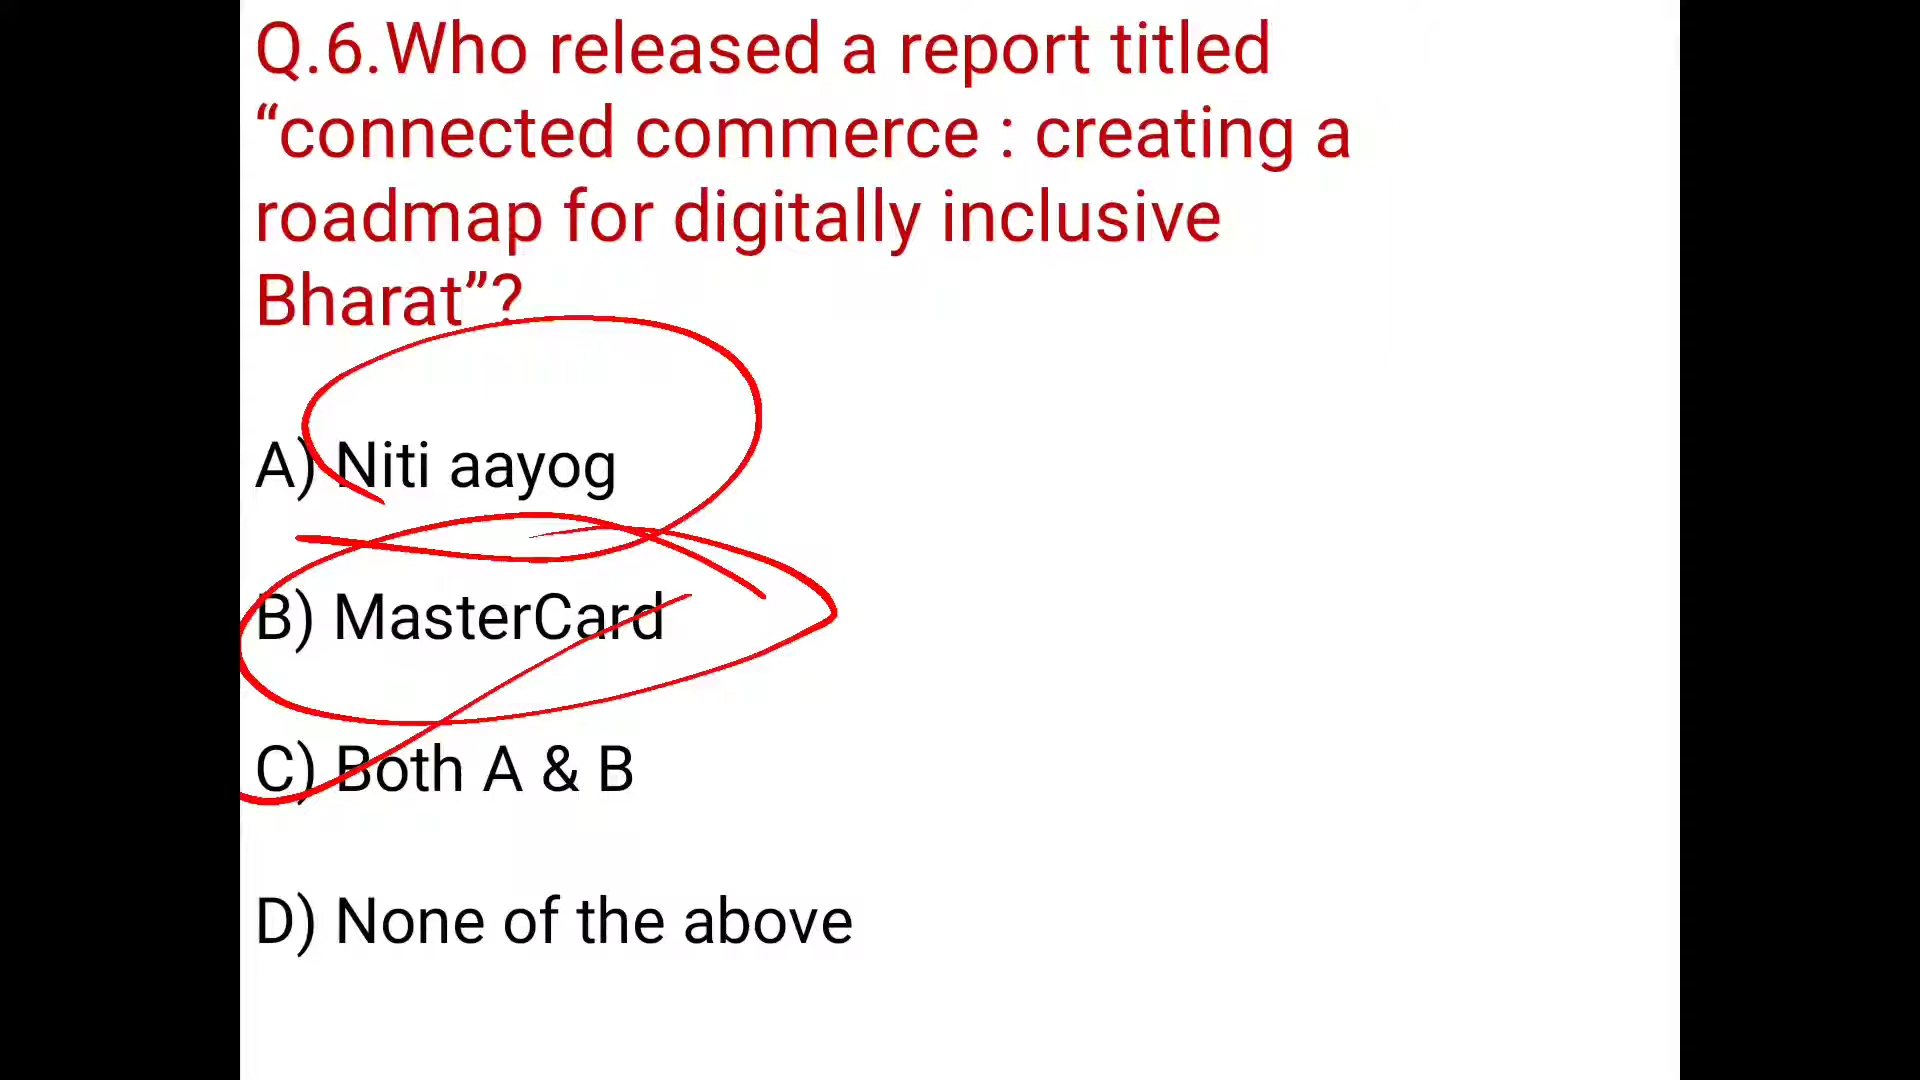 Q.6.Who released a report titled
“connected commerce : creating a
roadmap for digitally inclusive
Bharat”?
A) Niti aayog
B) MasterCard
C) Both A & B
D) None of the above